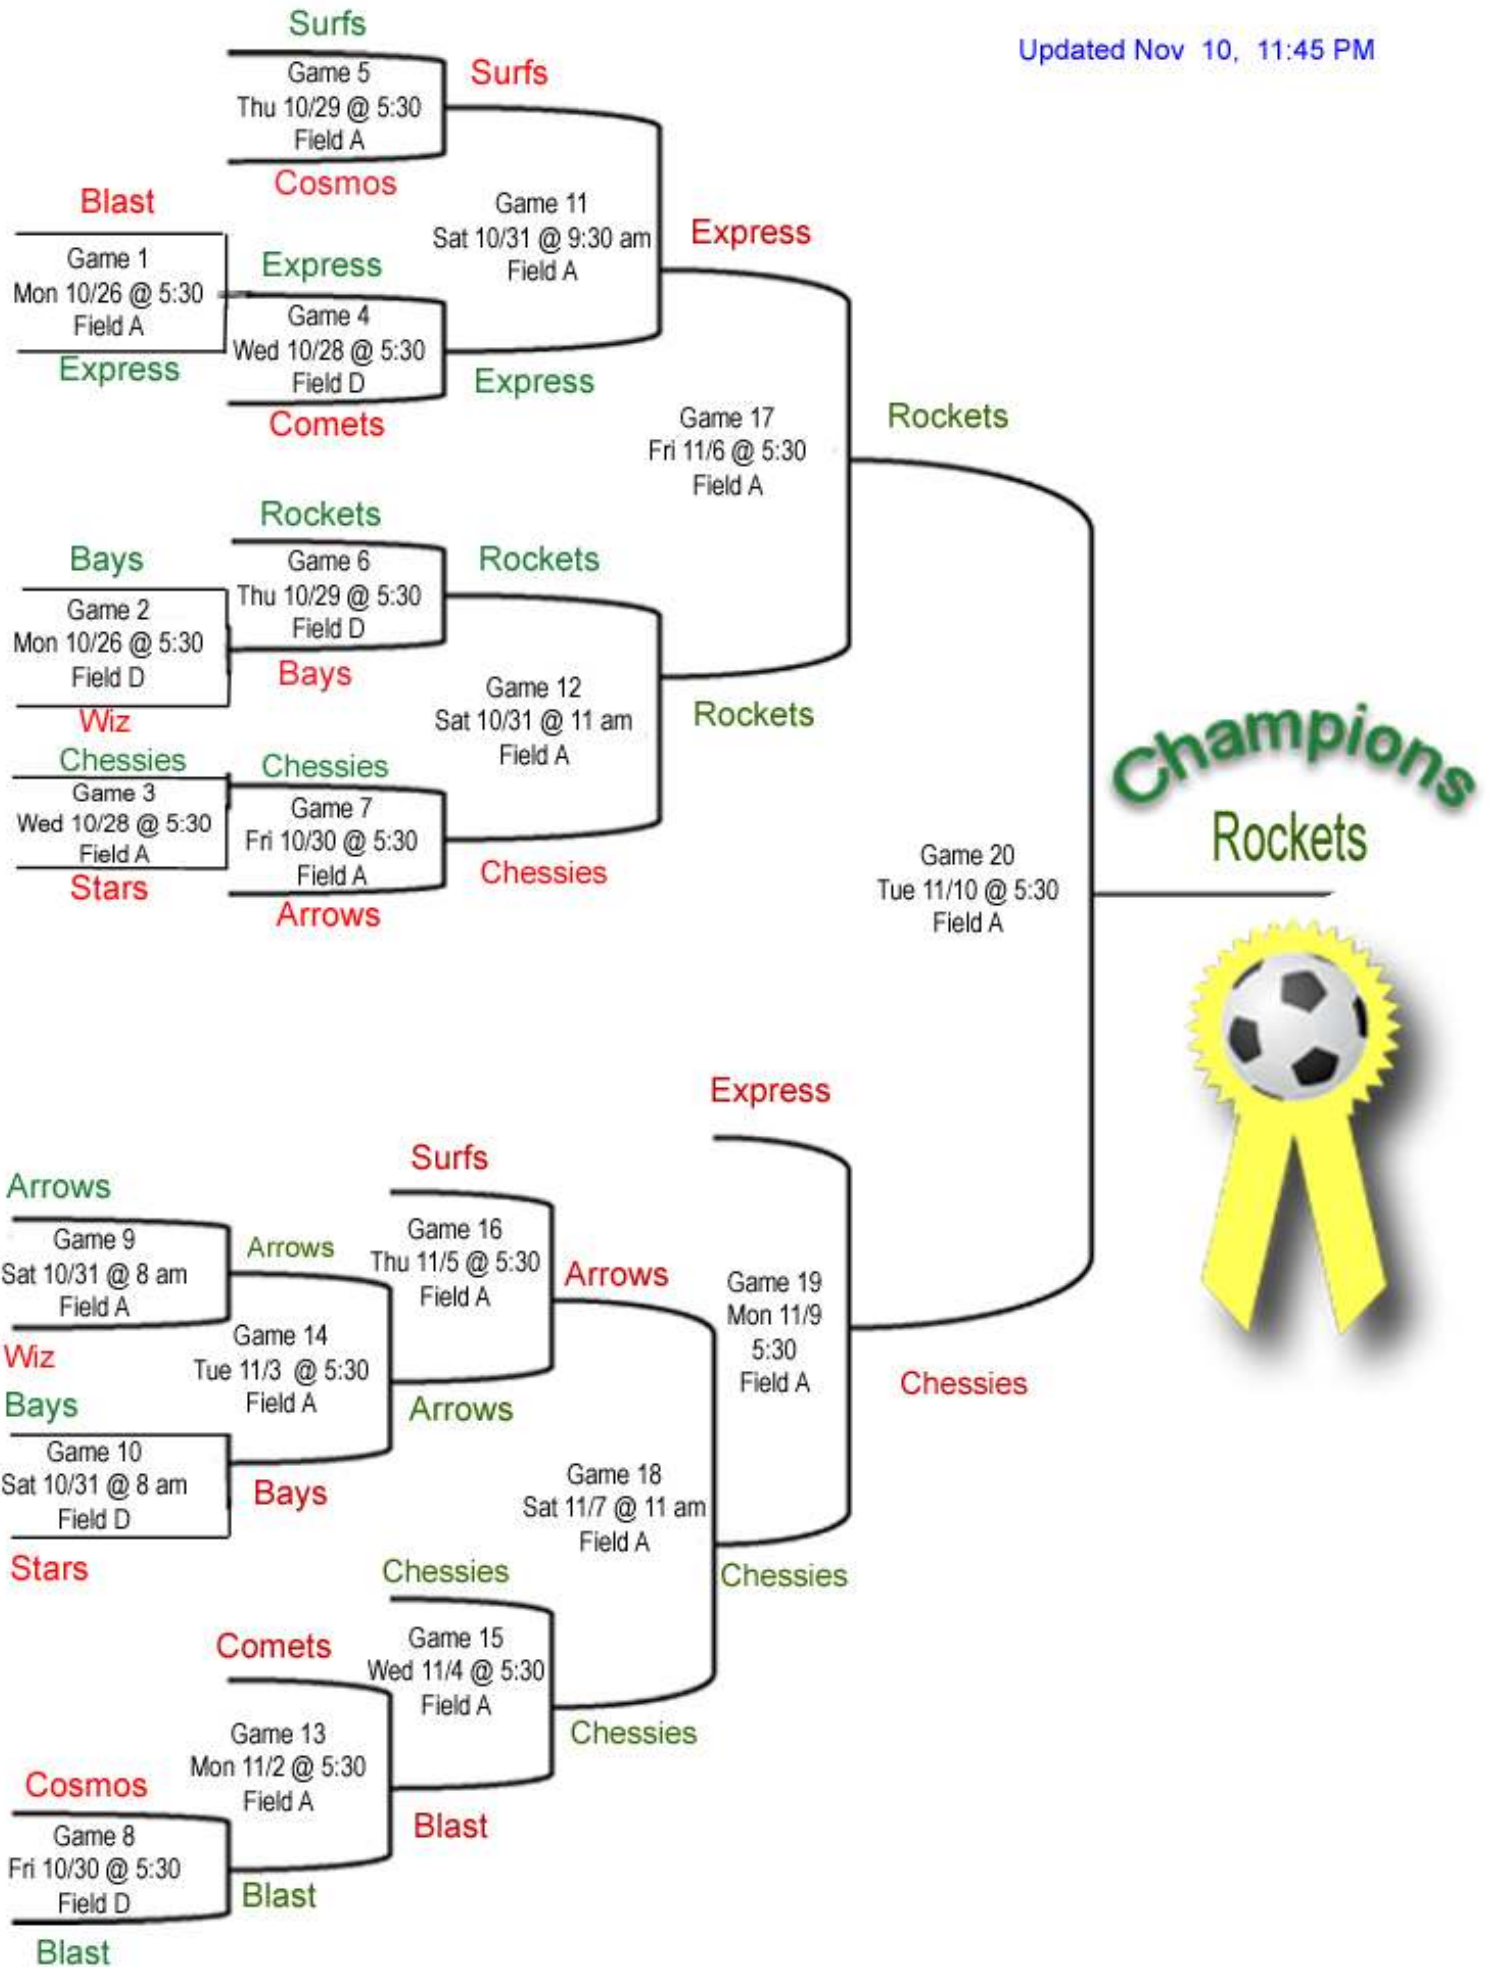 Surfs
Updated Nov 10, 11:45 PM
Game 5
Thu 10/29 @ 5:30
Field A
Surfs
Cosmos
Blast
Game 1
Mon 10/26 @ 5:30
Field A
Express
Express
Game 4
Wed 10/28 @ 5:30
Field D
Comets
Game 11
Sat 10/31 @ 9:30 am
Field A
Express
Express
Game 17
Fri 11/6 @ 5:30
Field A
Rockets
Rockets
Game 6
Thu 10/29 @ 5:30
Field D
Bays
Bays
Game 2
Mon 10/26 @ 5:30
Field D
Wiz
Rockets
Game 12
Sat 10/31 @ 11 am
Field A
Rockets
Chessies
Game 3
Wed 10/28 @ 5:30
Field A
Stars
Chessies
Game 7
Fri 10/30 @ 5:30
Field A
Arrows
Chessies
Champions
Rockets
Game 20
Tue 11/10 @ 5:30
Field A
Express
Surfs
Arrows
Game 9
Sat 10/31 @ 8 am
Field A
Wiz
Arrows
Game 16
Thu 11/5 @ 5:30
Field A
Arrows
Game 19
Mon 11/9
5:30
Field A
Chessies
Game 14
Tue 11/3 @ 5:30
Field A
Arrows
Bays
Game 10
Sat 10/31 @ 8 am
Field D
Stars
Bays
Game 18
Sat 11/7 @ 11 am
Field A
Chessies
Chessies
Comets
Game 15
Wed 11/4 @ 5:30
Field A
Chessies
Game 13
Mon 11/2 @ 5:30
Field A
Blast
Cosmos
Game 8
Fri 10/30 @ 5:30
Field D
Blast
Blast